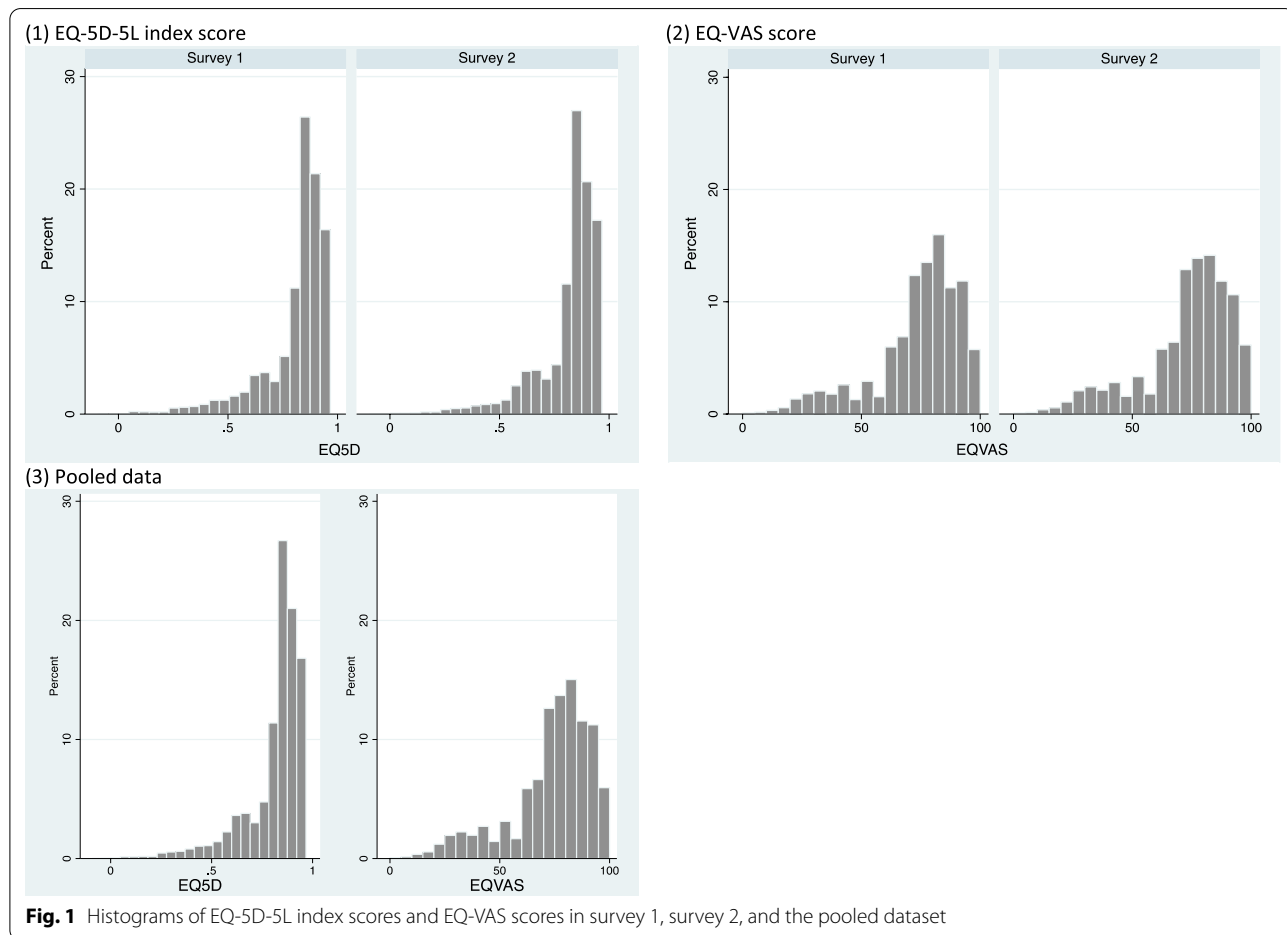 (1) EQ-5D-5L index score
Survey 1 Survey 2
30
20
10
0
Percent
0 .5 1 0 .5 1
EQ5D
(2) EQ-VAS score
Survey 1 Survey 2
30
20
10
0
Percent
0 50 100 0 50 100
EQVAS
(3) Pooled data
30
20
10
0
Percent
0 .5 1
EQ5D
30
20
10
0
Percent
0 50 100
EQVAS
Fig. 1 Histograms of EQ-5D-5L index scores and EQ-VAS scores in survey 1, survey 2, and the pooled dataset